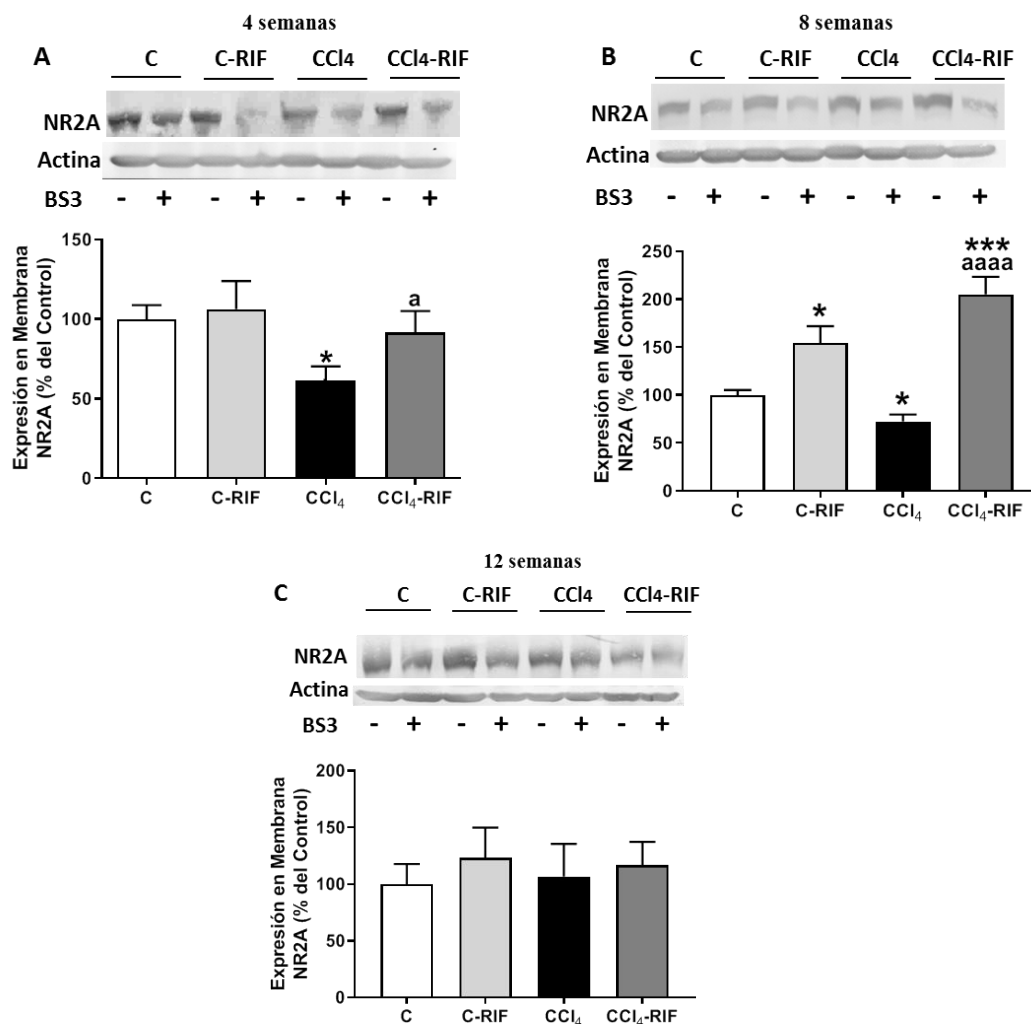 4 semanas
A
C C-RIF CCl4 CCl4-RIF
NR2A
Actina
BS3 - + - + - + - +
Expresión en Membrana
NR2A (% del Control)
150
100
50
0
*
a
C C-RIF CCl₄ CCl₄-RIF
8 semanas
B
C C-RIF CCl4 CCl4-RIF
NR2A
Actina
BS3 - + - + - + - +
Expresión en Membrana
NR2A (% del Control)
250
200
150
100
50
0
*
*
***
aaaa
C C-RIF CCl₄ CCl₄-RIF
12 semanas
C
C C-RIF CCl4 CCl4-RIF
NR2A
Actina
BS3 - + - + - + - +
Expresión en Membrana
NR2A (% del Control)
200
150
100
50
0
C C-RIF CCl₄ CCl₄-RIF